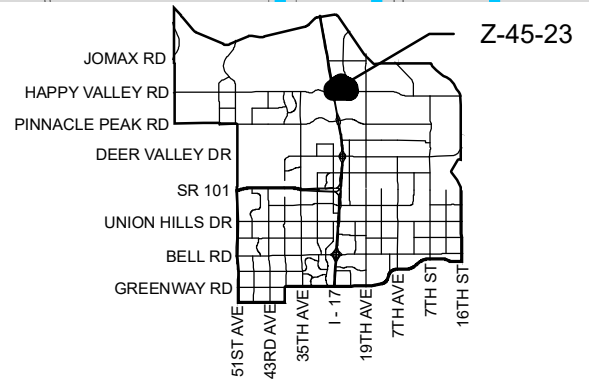 Z-45-23
JOMAX RD
HAPPY VALLEY RD
PINNACLE PEAK RD
DEER VALLEY DR
SR 101
UNION HILLS DR
BELL RD
GREENWAY RD
51ST AVE
43RD AVE
35TH AVE
I - 17
19TH AVE
7TH AVE
7TH ST
16TH ST